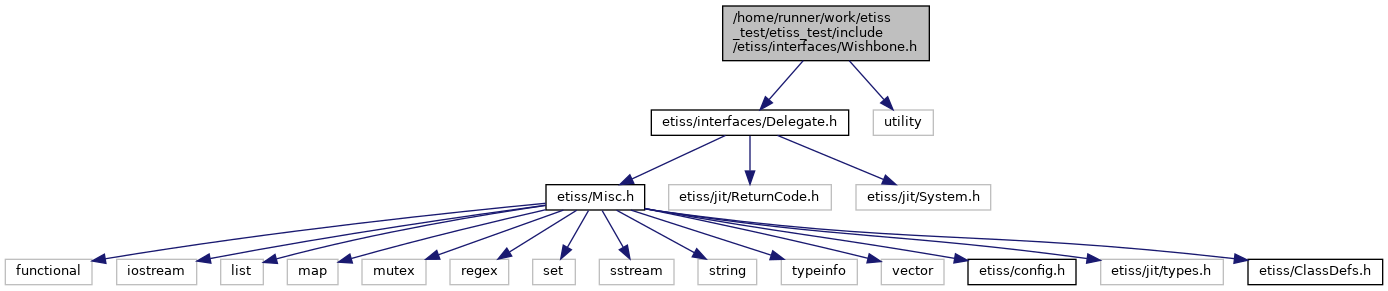 /home/runner/work/etiss
_test/etiss_test/include
/etiss/interfaces/Wishbone.h
etiss/interfaces/Delegate.h
utility
etiss/Misc.h
etiss/jit/ReturnCode.h
etiss/jit/System.h
functional
iostream
list
map
mutex
regex
set
sstream
string
typeinfo
vector
etiss/config.h
etiss/jit/types.h
etiss/ClassDefs.h